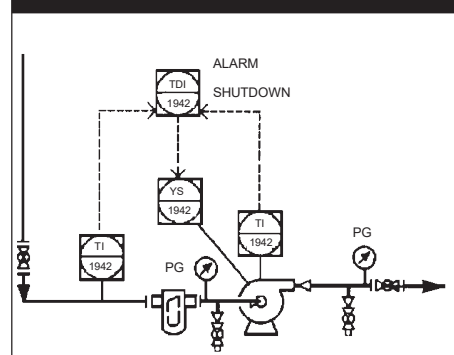 ALARM
TDI
1942
SHUTDOWN
YS
1942
TI
1942
TI
1942
PG
PG